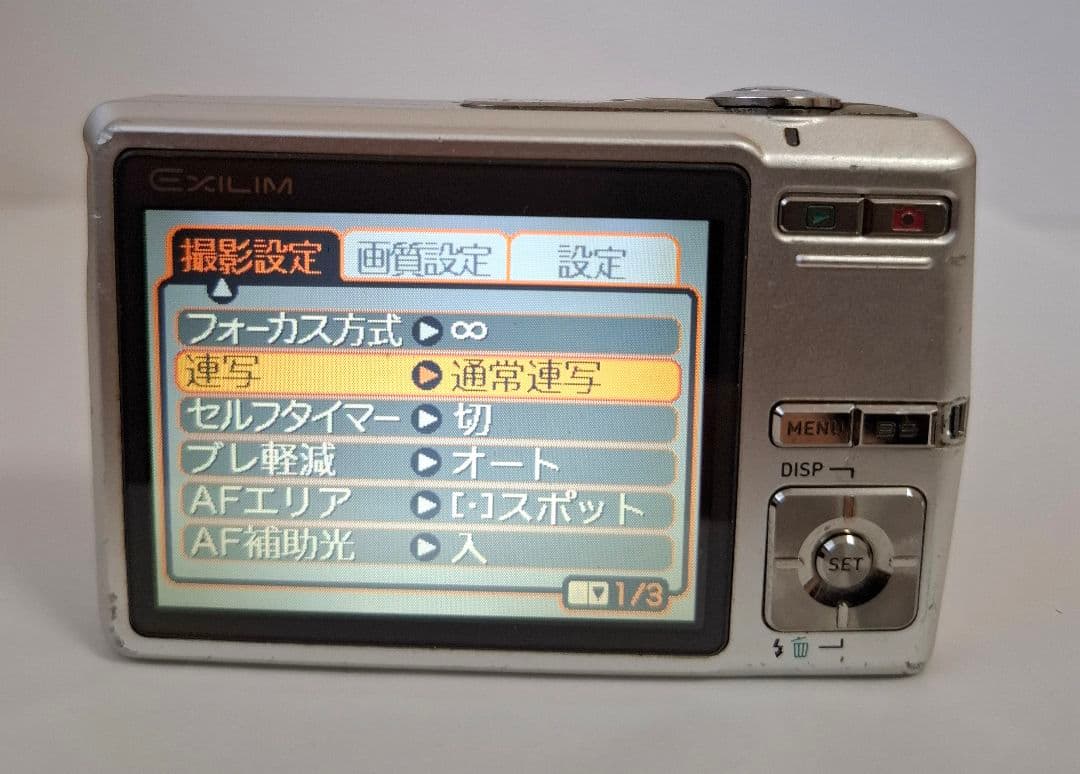 EXILIM
撮影設定 画質設定 設定
フォーカス方式 ▶ ∞
連写 ▶ 通常連写
セルフタイマー ▶ 切
ブレ軽減 ▶ オート
AFエリア ▶ [·]スポット
AF補助光 ▶ 入
1/3
MENU
DISP
SET